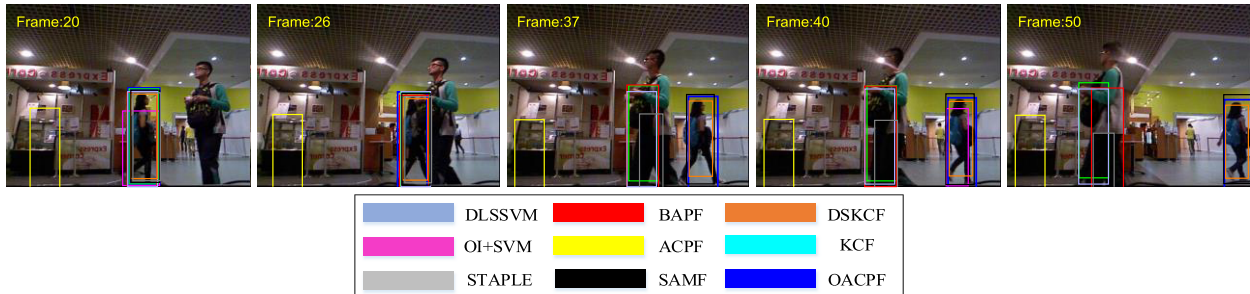 Frame:20 Frame:26 Frame:37 Frame:40 Frame:50
DLSSVM BAPF DSKCF
OI+SVM ACPF KCF
STAPLE SAMF OACPF